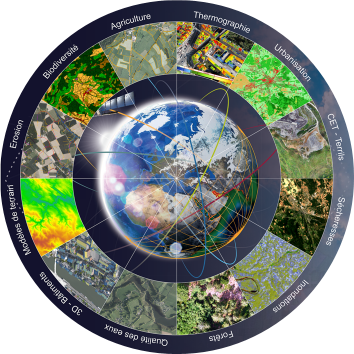 Thermographie
Urbanisation
CET - Terrils
Sécheresses
Inondations
Forêts
Qualité des eaux
3D - Bâtiments
Modèles de terrain
Erosion
Biodiversité
Agriculture